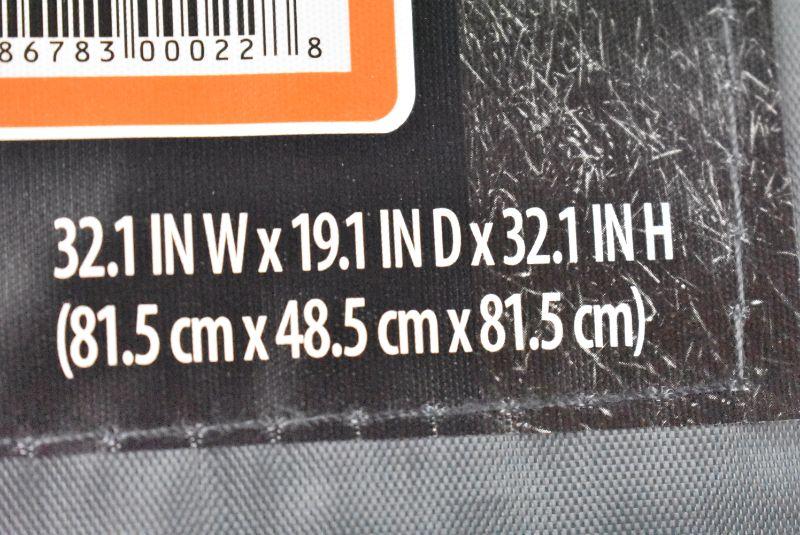 86783 00022 8
32.1 IN W x 19.1 IN D x 32.1 IN H
(81.5 cm x 48.5 cm x 81.5 cm)